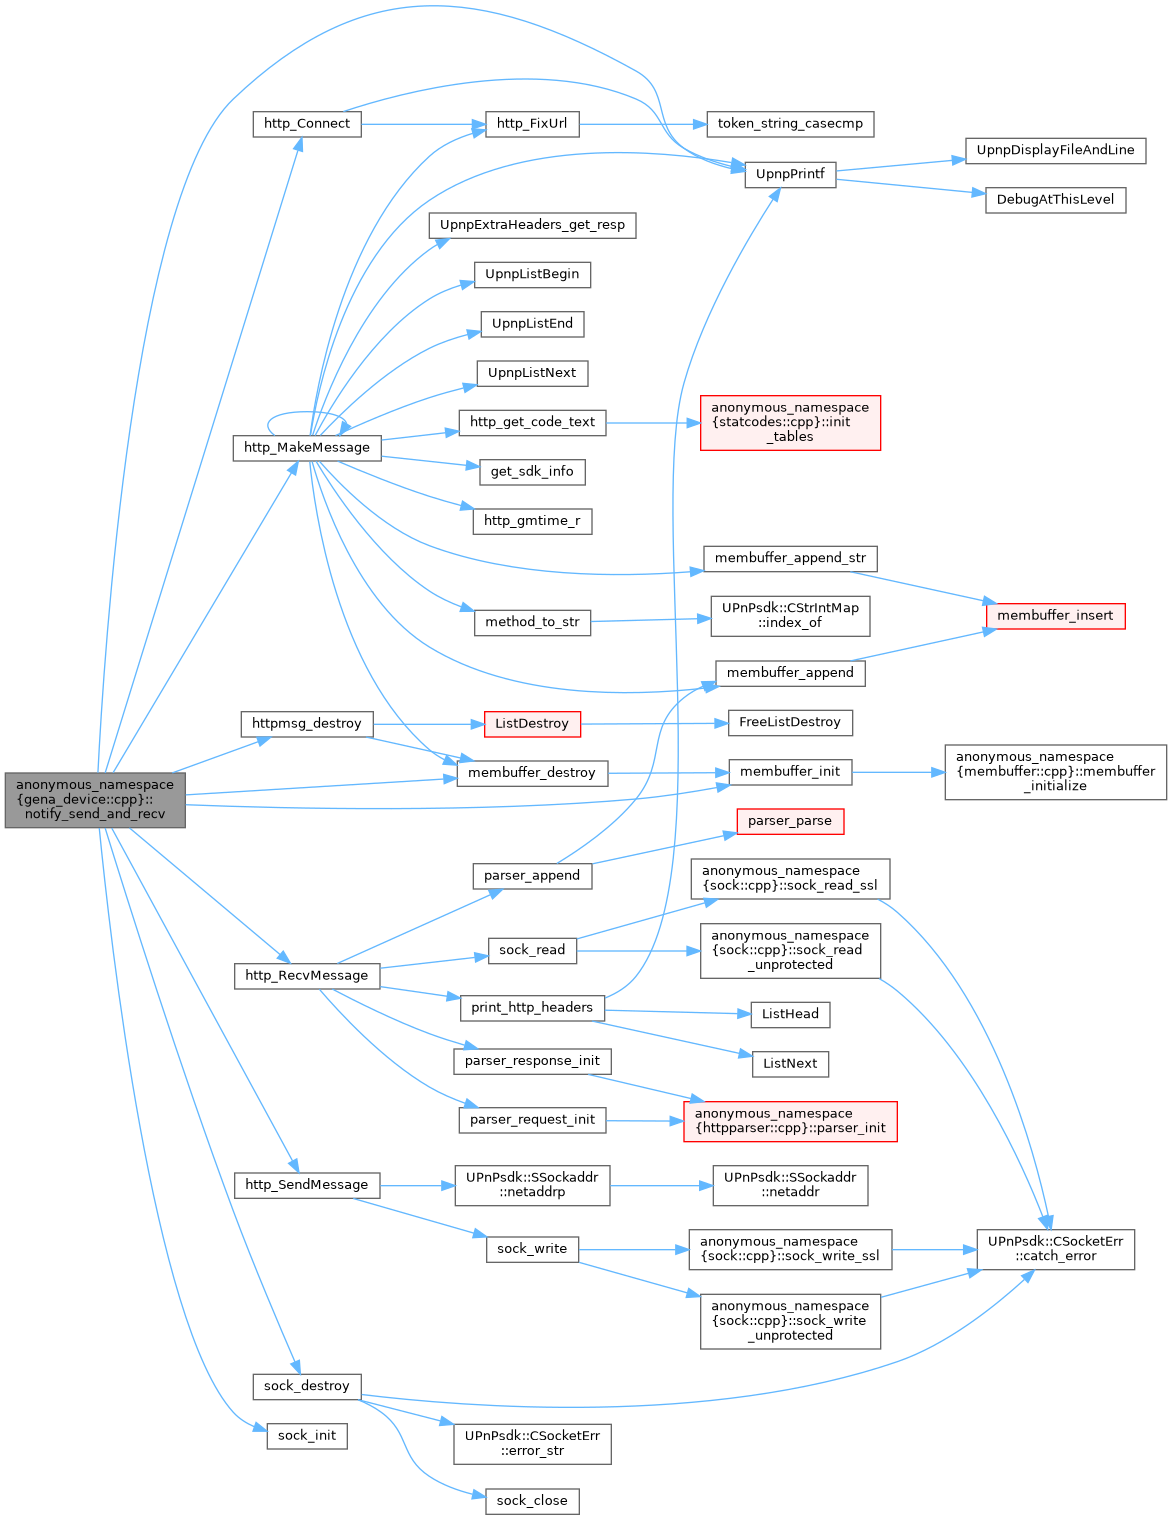 http_Connect
http_FixUrl
token_string_casecmp
UpnpDisplayFileAndLine
UpnpPrintf
DebugAtThisLevel
UpnpExtraHeaders_get_resp
UpnpListBegin
UpnpListEnd
UpnpListNext
http_MakeMessage
http_get_code_text
anonymous_namespace
{statcodes::cpp}::init
_tables
get_sdk_info
http_gmtime_r
membuffer_append_str
method_to_str
UPnPsdk::CStrIntMap
::index_of
membuffer_insert
membuffer_append
httpmsg_destroy
ListDestroy
FreeListDestroy
anonymous_namespace
{gena_device::cpp}::
notify_send_and_recv
membuffer_destroy
membuffer_init
anonymous_namespace
{membuffer::cpp}::membuffer
_initialize
parser_parse
parser_append
anonymous_namespace
{sock::cpp}::sock_read_ssl
http_RecvMessage
sock_read
anonymous_namespace
{sock::cpp}::sock_read
_unprotected
print_http_headers
ListHead
parser_response_init
ListNext
parser_request_init
anonymous_namespace
{httpparser::cpp}::parser_init
http_SendMessage
UPnPsdk::SSockaddr
::netaddrp
UPnPsdk::SSockaddr
::netaddr
sock_write
anonymous_namespace
{sock::cpp}::sock_write_ssl
UPnPsdk::CSocketErr
::catch_error
anonymous_namespace
{sock::cpp}::sock_write
_unprotected
sock_destroy
sock_init
UPnPsdk::CSocketErr
::error_str
sock_close